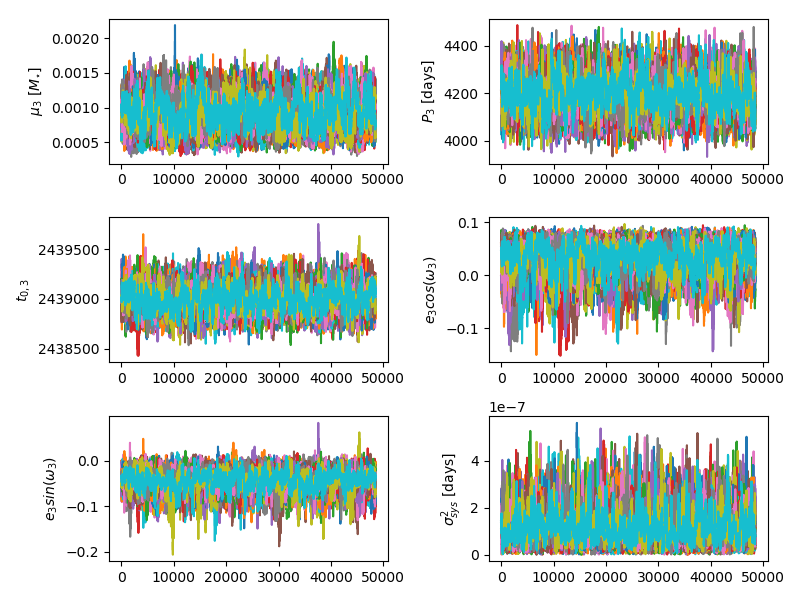 μ₃ [M⋆]
0.0020
0.0015
0.0010
0.0005
0 10000 20000 30000 40000 50000
P₃ [days]
4400
4200
4000
0 10000 20000 30000 40000 50000
t₀,₃
2439500
2439000
2438500
0 10000 20000 30000 40000 50000
e₃cos(ω₃)
0.1
0.0
−0.1
0 10000 20000 30000 40000 50000
e₃sin(ω₃)
0.0
−0.1
−0.2
0 10000 20000 30000 40000 50000
1e−7
σ²sys [days]
4
2
0
0 10000 20000 30000 40000 50000